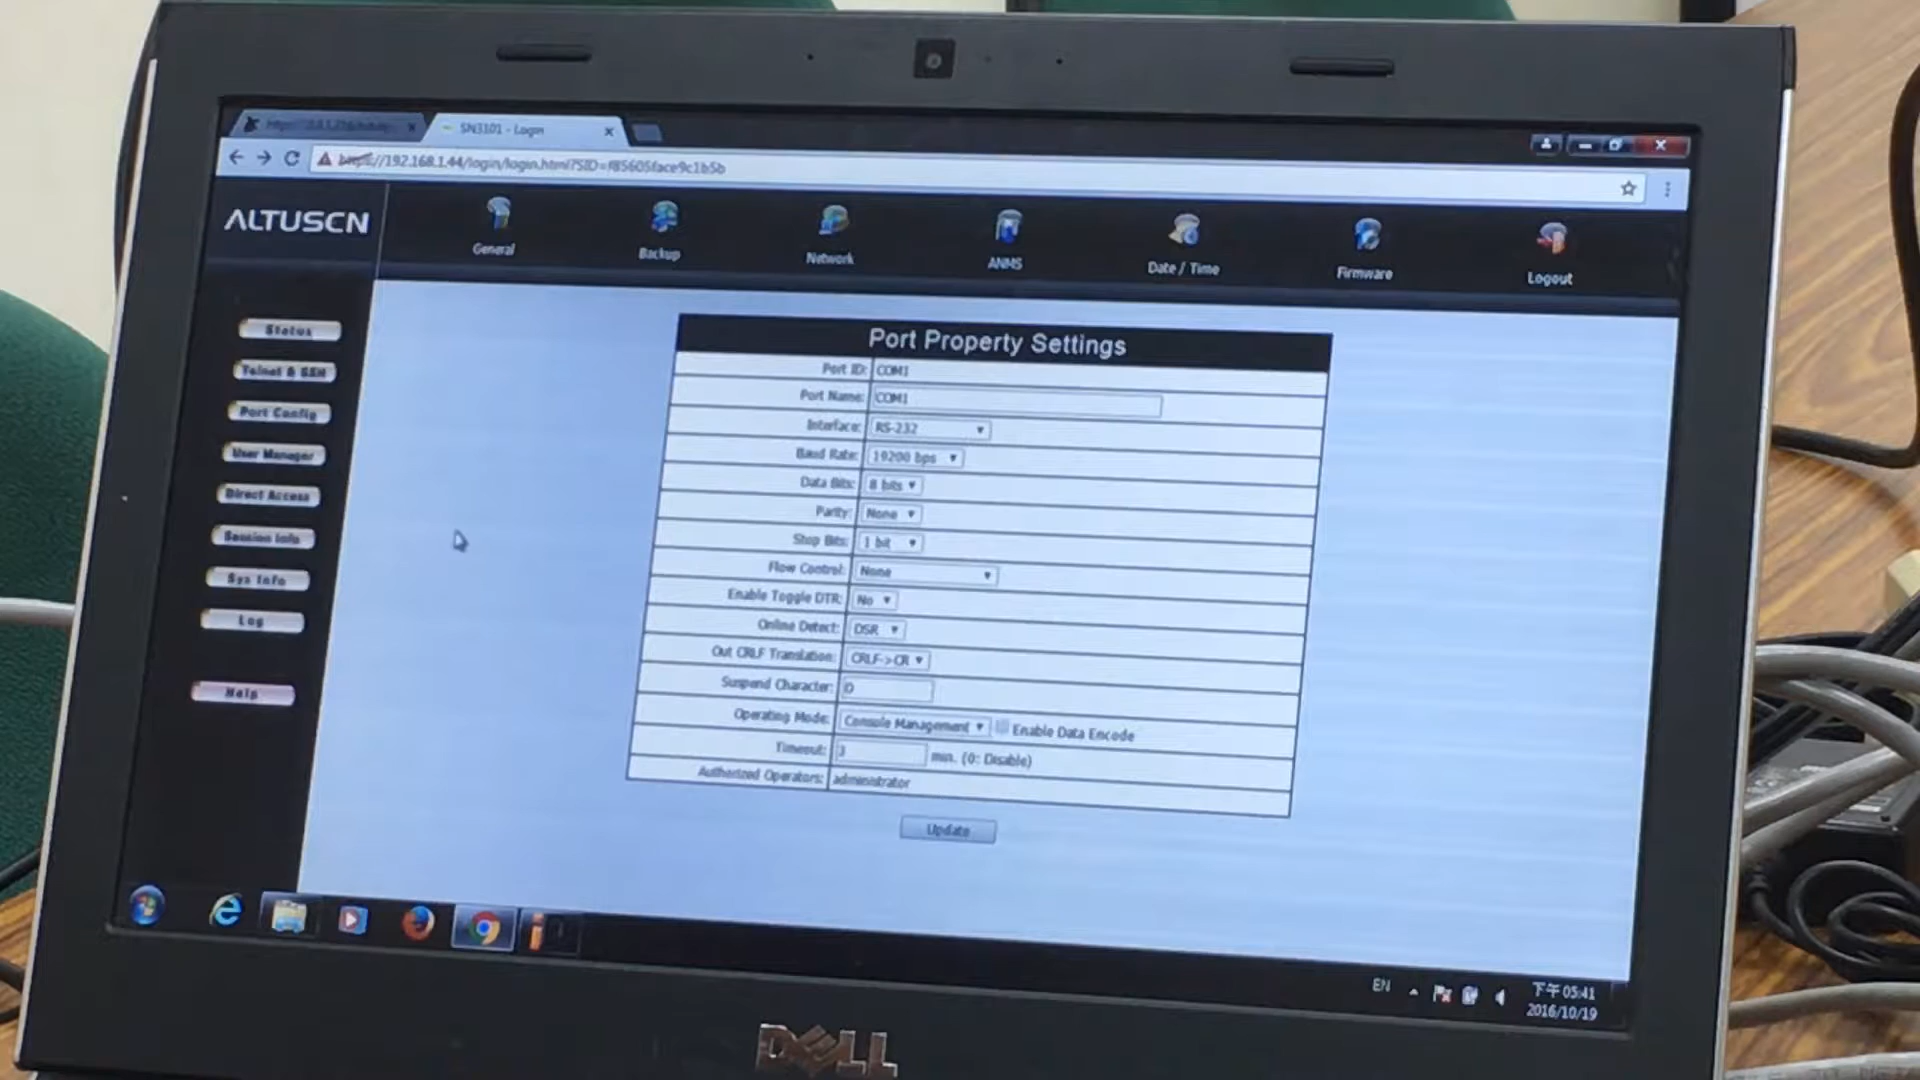 SN3101 - Login
https://192.168.1.44/login/login.html?SID=f85605face9c1b5b
ALTUSCN
General
Backup
Network
ANMS
Date / Time
Firmware
Logout
Status
Telnet & SSH
Port Config
User Manager
Direct Access
Session Info
Sys Info
Log
Help
Port Property Settings
Port ID: COM1
Port Name: COM1
Interface: RS-232
Baud Rate: 19200 bps
Data Bits: 8 bits
Parity: None
Stop Bits: 1 bit
Flow Control: None
Enable Toggle DTR: No
Online Detect: DSR
Out CRLF Translation: CRLF->CR
Suspend Character: D
Operating Mode: Console Management Enable Data Encode
Timeout: 3 min. (0: Disable)
Authorized Operators: administrator
Update
EN
下午 05:41
2016/10/19
DELL